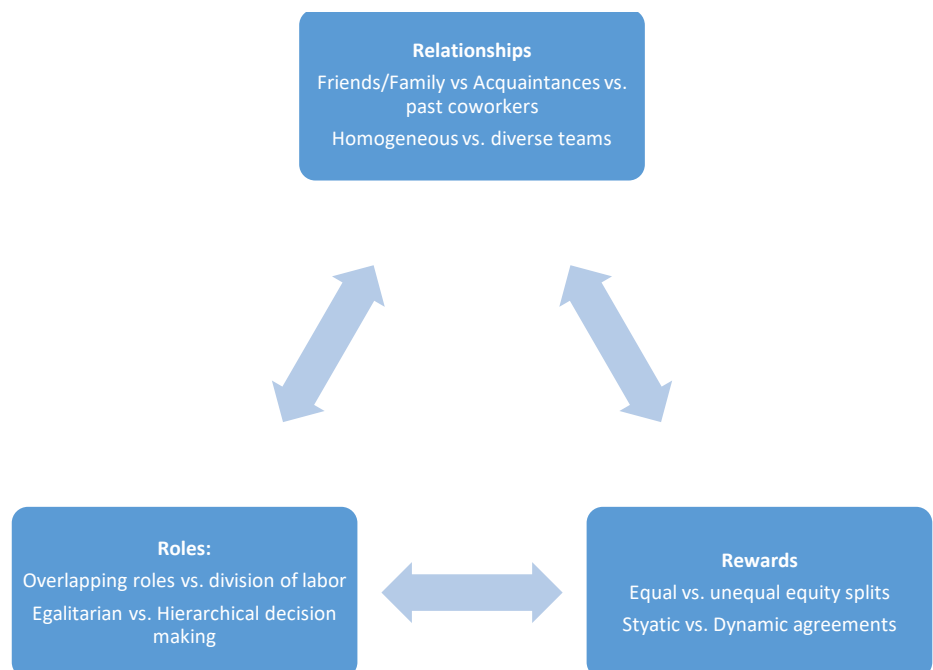 Relationships
Friends/Family vs Acquaintances vs.
past coworkers
Homogeneous vs. diverse teams
Roles:
Overlapping roles vs. division of labor
Egalitarian vs. Hierarchical decision
making
Rewards
Equal vs. unequal equity splits
Styatic vs. Dynamic agreements